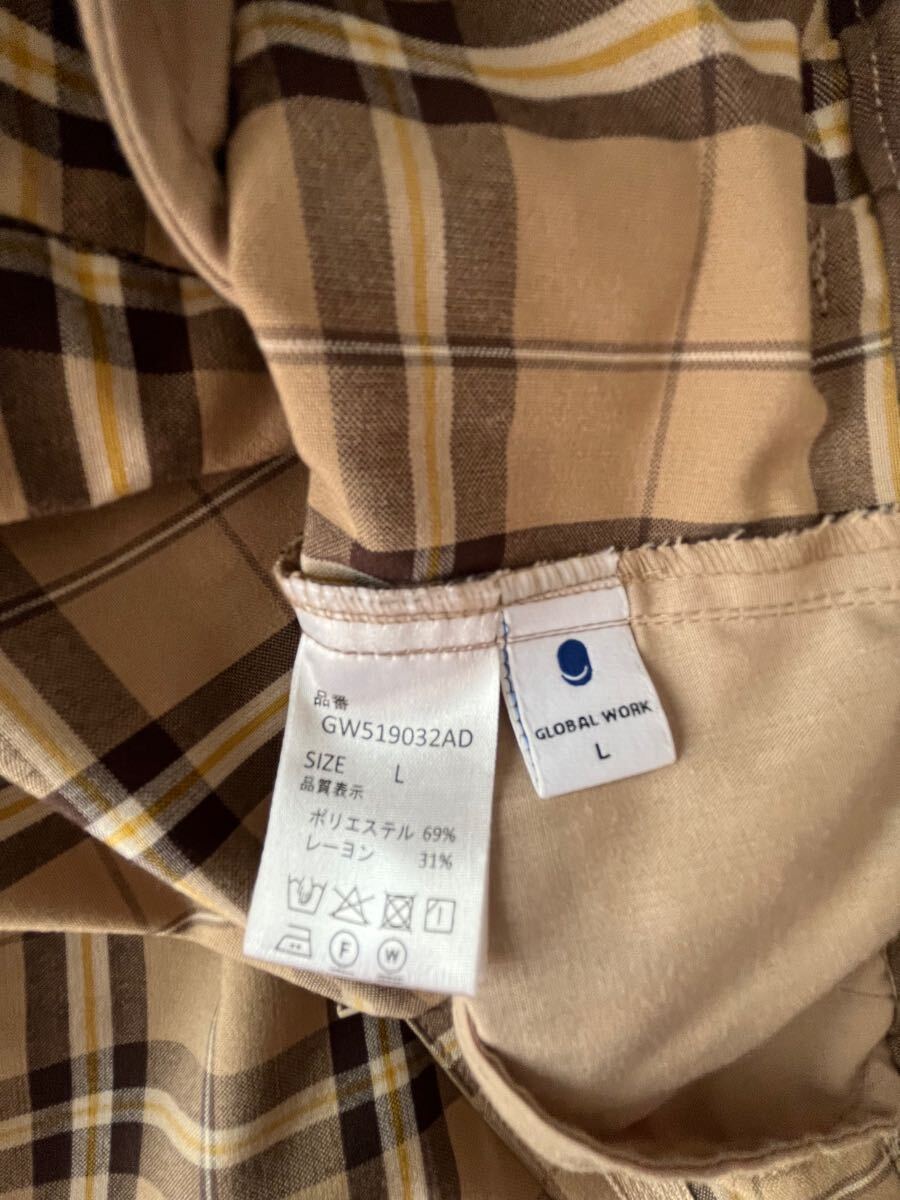 品番
GW519032AD
SIZE L
品質表示
ポリエステル 69%
レーヨン 31%
F W
GLOBAL WORK
L